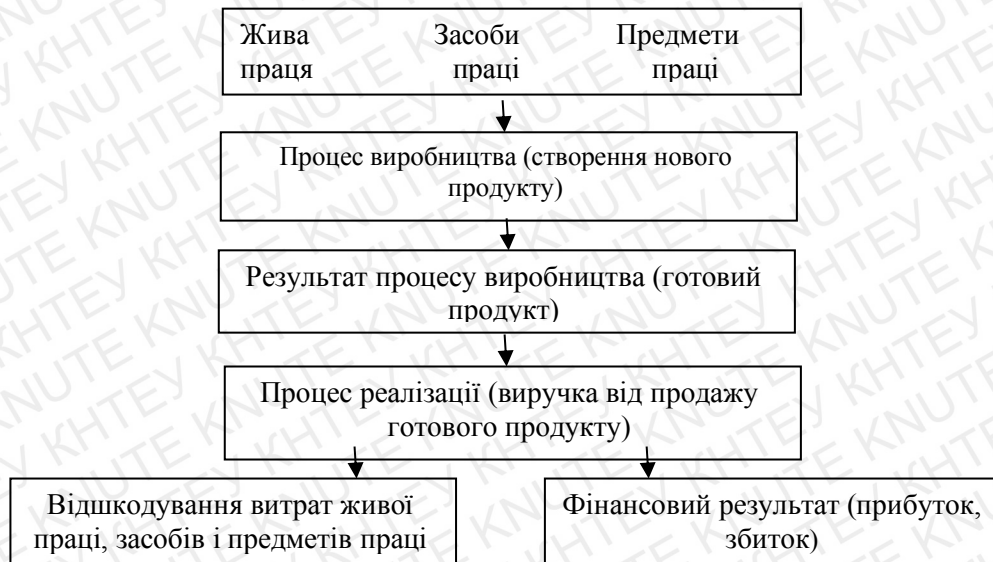 Жива Засоби Предмети
праця праці праці
Процес виробництва (створення нового
продукту)
Результат процесу виробництва (готовий
продукт)
Процес реалізації (виручка від продажу
готового продукту)
Відшкодування витрат живої
праці, засобів і предметів праці
Фінансовий результат (прибуток,
збиток)